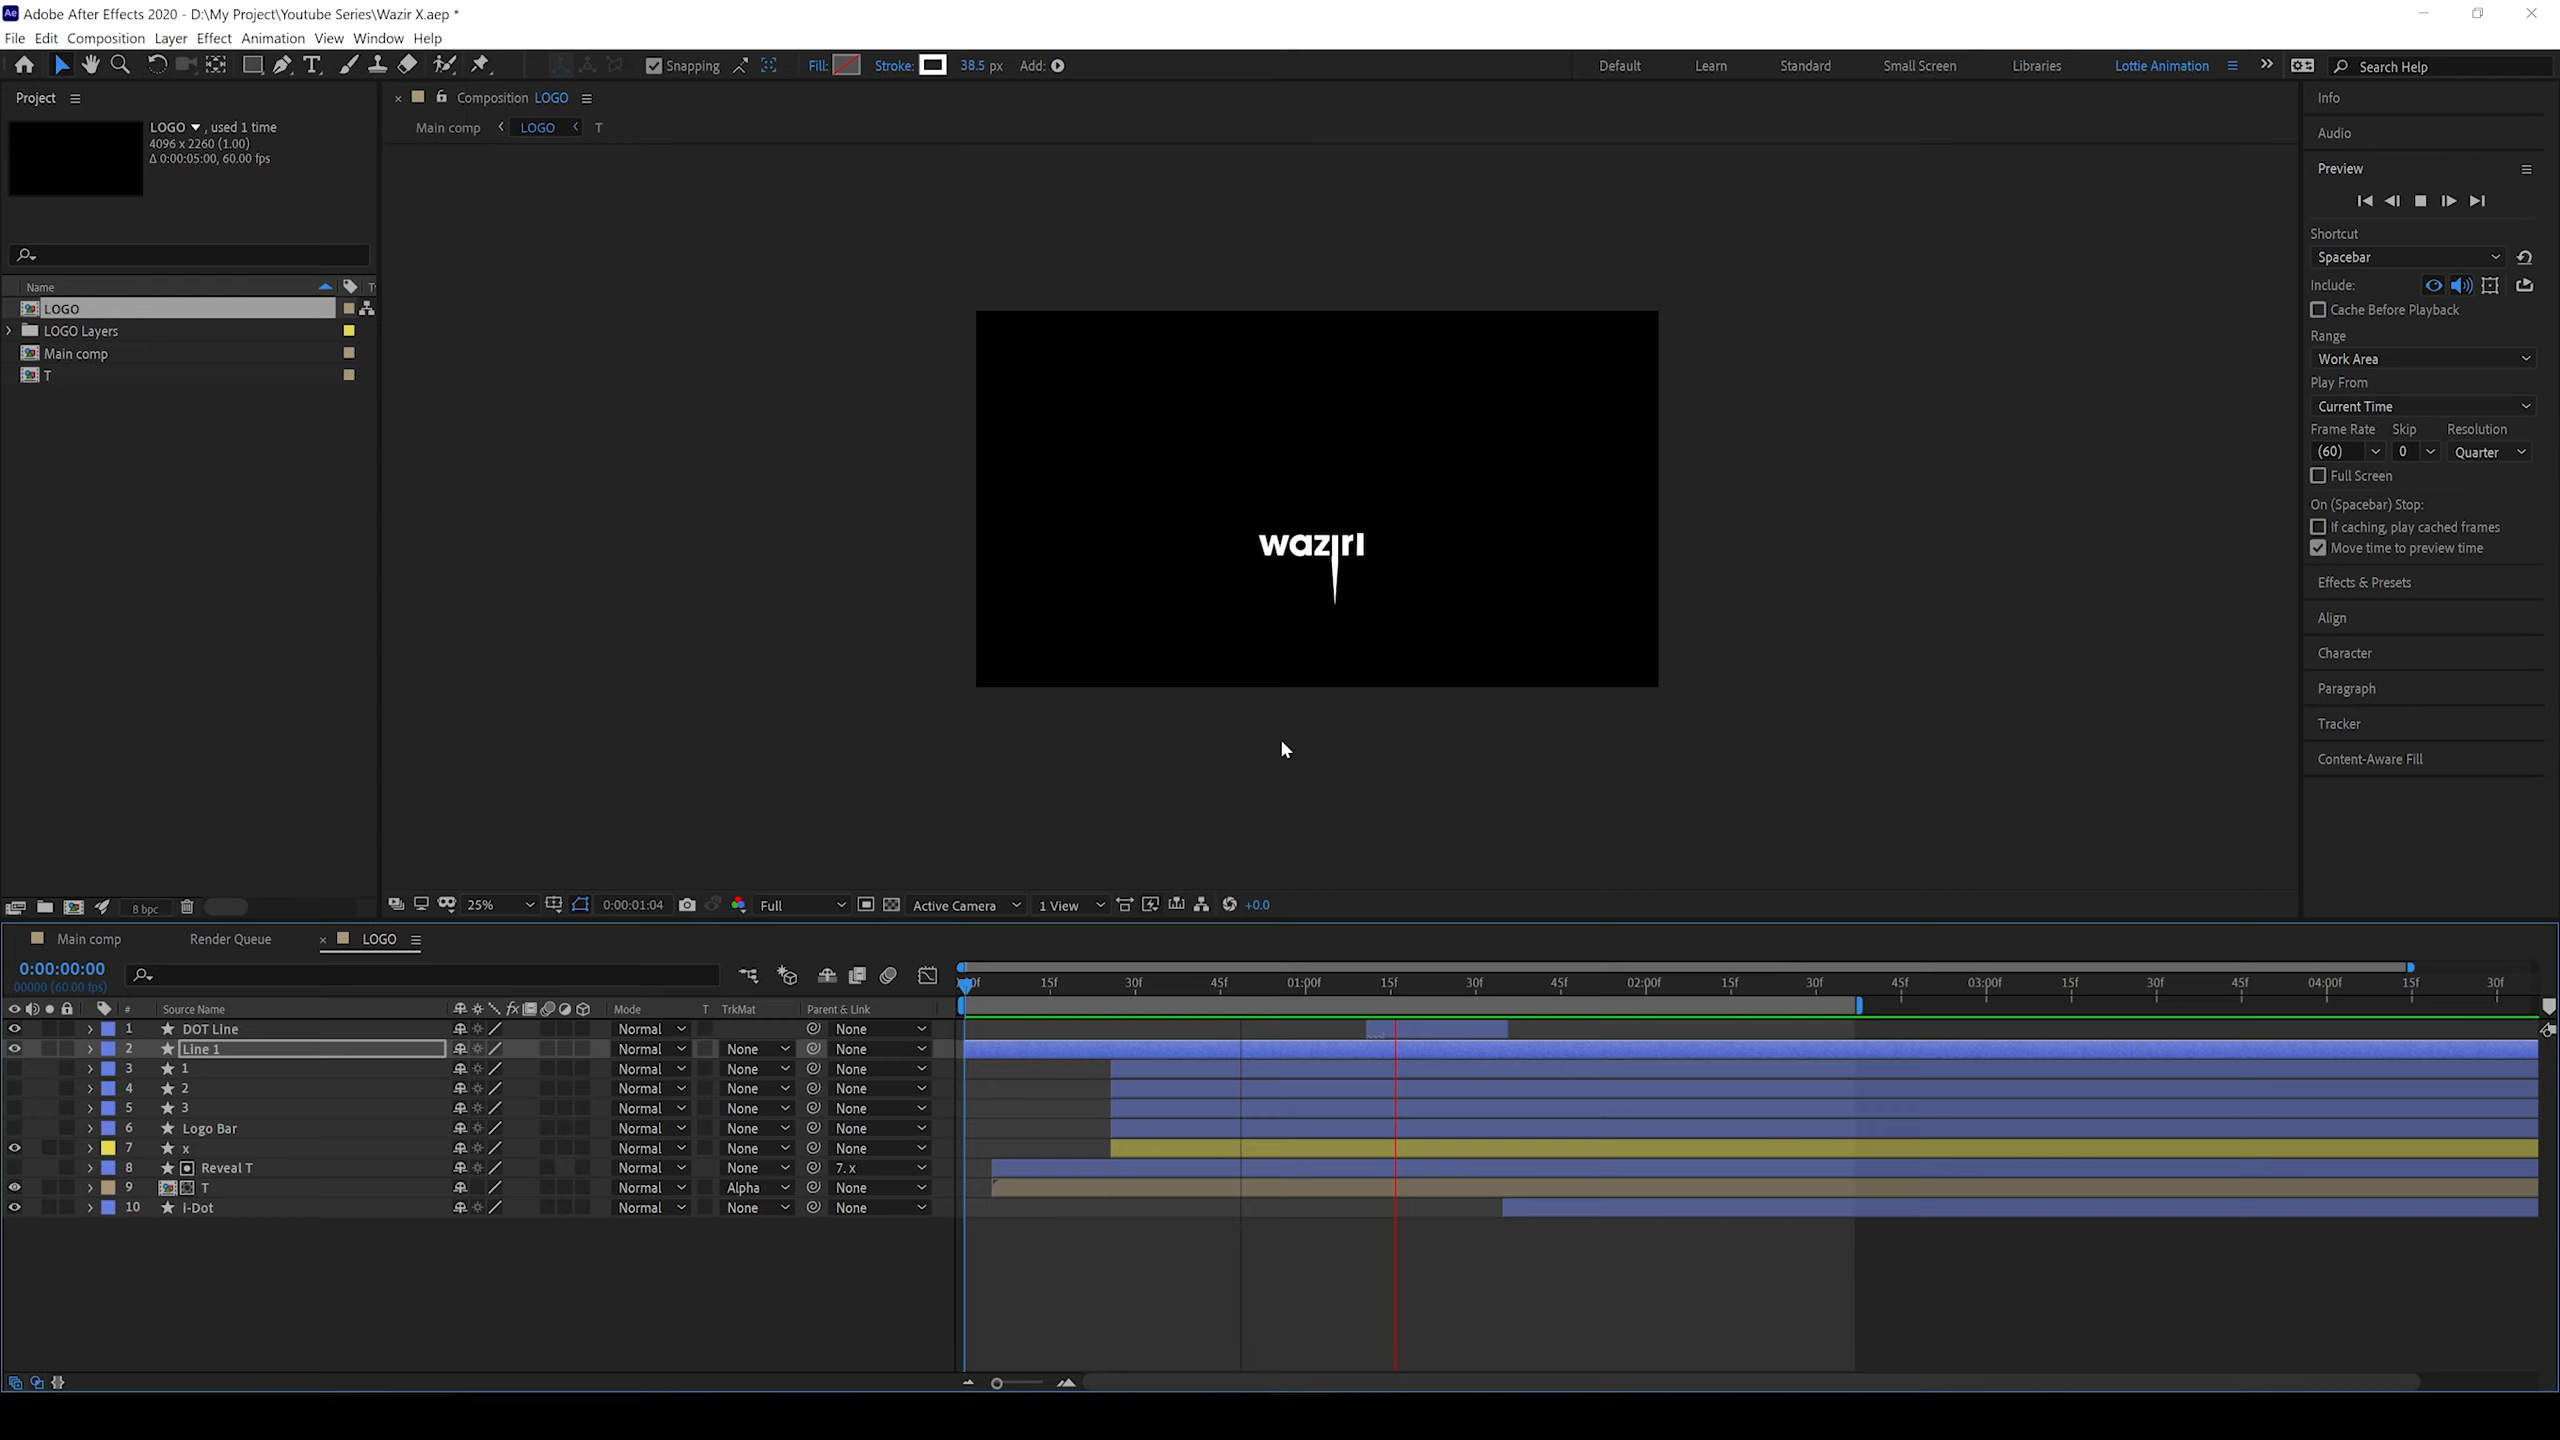 Adobe After Effects 2020 - D:\My Project\Youtube Series\Wazir X.aep *
File Edit Composition Layer Effect Animation View Window Help
Snapping Fill: Stroke: 38.5 px Add: Default Learn Standard Small Screen Libraries Lottie Animation Search Help
Project
LOGO , used 1 time
4096 x 2260 (1.00)
Δ 0:00:05:00, 60.00 fps
Name
LOGO
LOGO Layers
Main comp
T
8 bpc
Composition LOGO
Main comp LOGO T
wazirl
25% 0:00:01:04 Full Active Camera 1 View +0.0
Info
Audio
Preview
Shortcut
Spacebar
Include:
Cache Before Playback
Range
Work Area
Play From
Current Time
Frame Rate Skip Resolution
(60) 0 Quarter
Full Screen
On (Spacebar) Stop:
If caching, play cached frames
Move time to preview time
Effects & Presets
Align
Character
Paragraph
Tracker
Content-Aware Fill
Main comp Render Queue LOGO
0:00:00:00
00000 (60.00 fps)
15f 30f 45f 01:00f 15f 30f 45f 02:00f 15f 30f 45f 03:00f 15f 30f 45f 04:00f 15f 30f
# Source Name Mode T TrkMat Parent & Link
1 DOT Line Normal None
2 Line 1 Normal None None
3 1 Normal None None
4 2 Normal None None
5 3 Normal None None
6 Logo Bar Normal None None
7 x Normal None None
8 Reveal T Normal None 7. x
9 T Normal Alpha None
10 i-Dot Normal None None